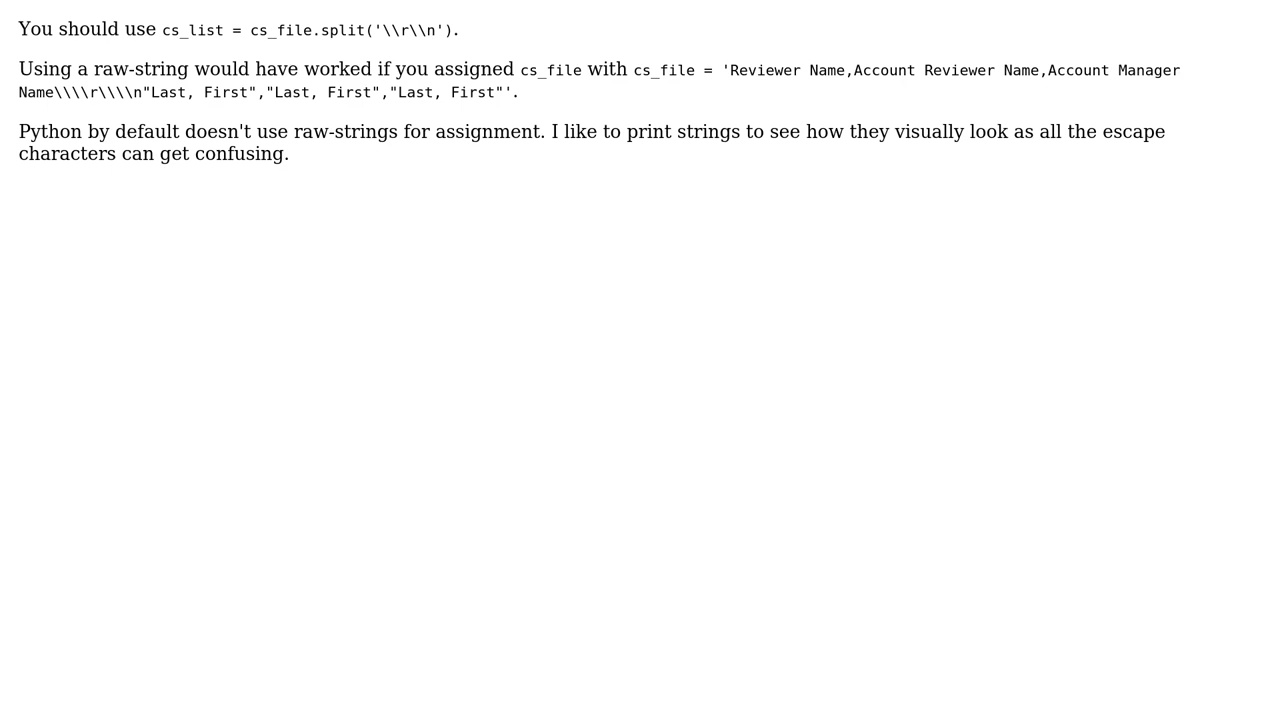 You should use cs_list = cs_file.split('\\r\\n').
Using a raw-string would have worked if you assigned cs_file with cs_file = 'Reviewer Name,Account Reviewer Name,Account Manager
Name\\\\r\\\\n"Last, First","Last, First","Last, First"'.
Python by default doesn't use raw-strings for assignment. I like to print strings to see how they visually look as all the escape
characters can get confusing.